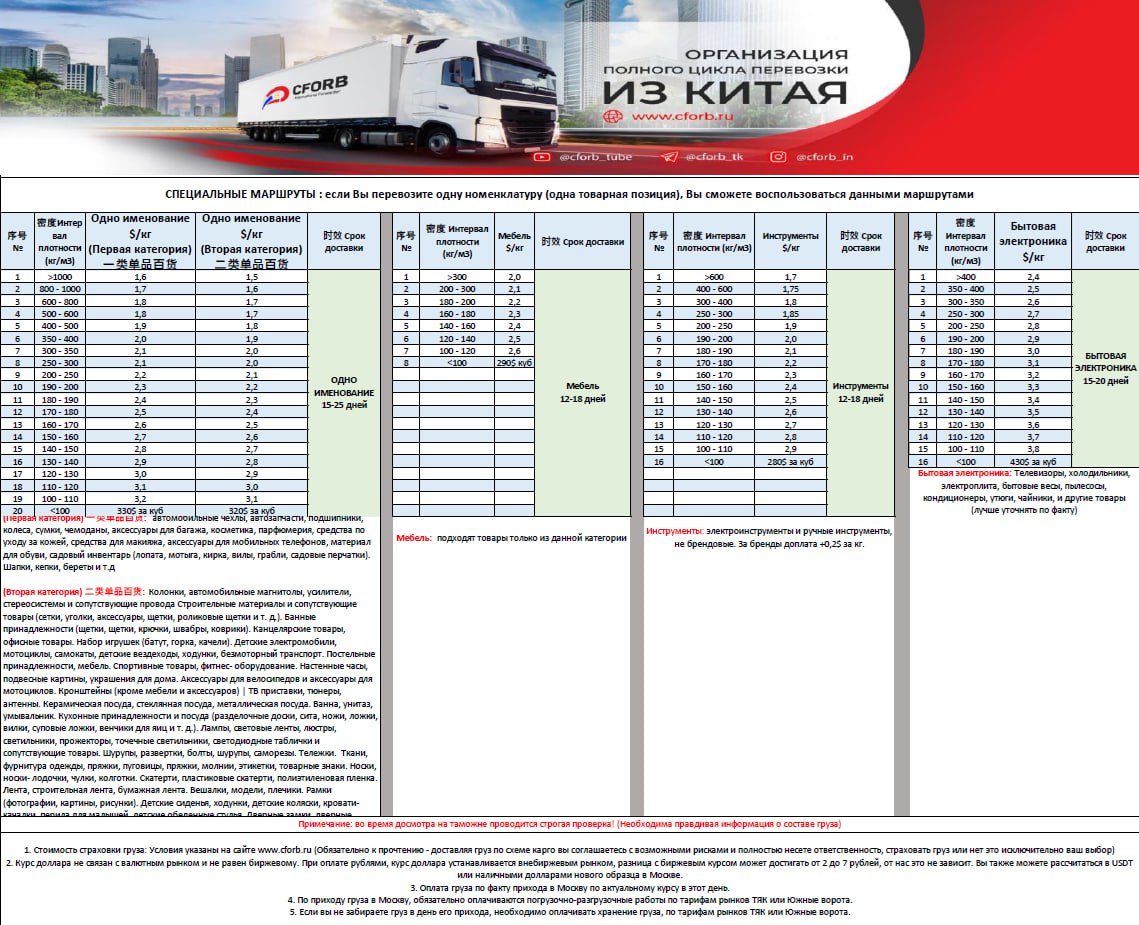 CFORB
ОРГАНИЗАЦИЯ
ПОЛНОГО ЦИКЛА ПЕРЕВОЗКИ
ИЗ КИТАЯ
www.cforb.ru
@cforb_tube @cforb_tk @cforb_in
СПЕЦИАЛЬНЫЕ МАРШРУТЫ : если Вы перевозите одну номенклатуру (одна товарная позиция), Вы сможете воспользоваться данными маршрутами
序号 №
密度Интер вал плотности (кг/м3)
Одно именование $/кг (Первая категория) 一类单品百货
Одно именование $/кг (Вторая категория) 二类单品百货
时效 Срок доставки
1 >1000 1,6 1,5
2 800 - 1000 1,7 1,6
3 600 - 800 1,8 1,7
4 500 - 600 1,8 1,7
5 400 - 500 1,9 1,8
6 350 - 400 2,0 1,9
7 300 - 350 2,1 2,0
8 250 - 300 2,1 2,0
9 200 - 250 2,2 2,1
10 190 - 200 2,3 2,2
11 180 - 190 2,4 2,3
12 170 - 180 2,5 2,4
13 160 - 170 2,6 2,5
14 150 - 160 2,7 2,6
15 140 - 150 2,8 2,7
16 130 - 140 2,9 2,8
17 120 - 130 3,0 2,9
18 110 - 120 3,1 3,0
19 100 - 110 3,2 3,1
20 <100 330$ за куб 320$ за куб
ОДНО
ИМЕНОВАНИЕ
15-25 дней
(Первая категория) 一类单品百货: автомобильные чехлы, автозапчасти, подшипники,
колеса, сумки, чемоданы, аксессуары для багажа, косметика, парфюмерия, средства по
уходу за кожей, средства для макияжа, аксессуары для мобильных телефонов, материал
для обуви, садовый инвентарь (лопата, мотыга, кирка, вилы, грабли, садовые перчатки).
Шапки, кепки, береты и т.д
(Вторая категория) 二类单品百货: Колонки, автомобильные магнитолы, усилители,
стереосистемы и сопутствующие провода Строительные материалы и сопутствующие
товары (сетки, уголки, аксессуары, щетки, роликовые щетки и т. д.). Банные
принадлежности (щетки, щетки, крючки, швабры, коврики). Канцелярские товары,
офисные товары. Набор игрушек (батут, горка, качели). Детские электромобили,
мотоциклы, самокаты, детские вездеходы, ходунки, безмоторный транспорт. Постельные
принадлежности, мебель. Спортивные товары, фитнес- оборудование. Настенные часы,
подвесные картины, украшения для дома. Аксессуары для велосипедов и аксессуары для
мотоциклов. Кронштейны (кроме мебели и аксессуаров) | ТВ приставки, тюнеры,
антенны. Керамическая посуда, стеклянная посуда, металлическая посуда. Ванна, унитаз,
умывальник. Кухонные принадлежности и посуда (разделочные доски, сита, ножи, ложки,
вилки, суповые ложки, венчики для яиц и т. д.). Лампы, световые ленты, люстры,
светильники, прожекторы, точечные светильники, светодиодные таблички и
сопутствующие товары. Шурупы, развертки, болты, шурупы, саморезы. Тележки. Ткани,
фурнитура одежды, пряжки, пуговицы, пряжки, молнии, этикетки, товарные знаки. Носки,
носки- лодочки, чулки, колготки. Скатерти, пластиковые скатерти, полиэтиленовая пленка.
Лента, строительная лента, бумажная лента. Вешалки, модели, плечики. Рамки
(фотографии, картины, рисунки). Детские сиденья, ходунки, детские коляски, кровати-
качалки, перила для малышей, детские обеденные стулья. Дверные замки, дверные
序号 №
密度 Интервал плотности (кг/м3)
Мебель $/кг
时效 Срок доставки
1 >300 2,0
2 200 - 300 2,1
3 180 - 200 2,2
4 160 - 180 2,3
5 140 - 160 2,4
6 120 - 140 2,5
7 100 - 120 2,6
8 <100 290$ куб
Мебель
12-18 дней
Мебель: подходят товары только из данной категории
序号 №
密度 Интервал плотности (кг/м3)
Инструменты $/кг
时效 Срок доставки
1 >600 1,7
2 400 - 600 1,75
3 300 - 400 1,8
4 250 - 300 1,85
5 200 - 250 1,9
6 190 - 200 2,0
7 180 - 190 2,1
8 170 - 180 2,2
9 160 - 170 2,3
10 150 - 160 2,4
11 140 - 150 2,5
12 130 - 140 2,6
13 120 - 130 2,7
14 110 - 120 2,8
15 100 - 110 2,9
16 <100 280$ за куб
Инструменты
12-18 дней
Инструменты: электроинструменты и ручные инструменты,
не брендовые. За бренды доплата +0,2$ за кг.
序号 №
密度 Интервал плотности (кг/м3)
Бытовая электроника $/кг
时效 Срок доставки
1 >400 2,4
2 350 - 400 2,5
3 300 - 350 2,6
4 250 - 300 2,7
5 200 - 250 2,8
6 190 - 200 2,9
7 180 - 190 3,0
8 170 - 180 3,1
9 160 - 170 3,2
10 150 - 160 3,3
11 140 - 150 3,4
12 130 - 140 3,5
13 120 - 130 3,6
14 110 - 120 3,7
15 100 - 110 3,8
16 <100 430$ за куб
БЫТОВАЯ
ЭЛЕКТРОНИКА
15-20 дней
Бытовая электроника: Телевизоры, холодильники,
электроплита, бытовые весы, пылесосы,
кондиционеры, утюги, чайники, и другие товары
(лучше уточнять по факту)
Примечание: во время досмотра на таможне проводится строгая проверка! (Необходима правдивая информация о составе груза)
1. Стоимость страховки груза: Условия указаны на сайте www.cforb.ru (Обязательно к прочтению - доставляя груз по схеме карго вы соглашаетесь с возможными рисками и полностью несете ответственность, страховать груз или нет это исключительно ваш выбор)
2. Курс доллара не связан с валютным рынком и не равен биржевому. При оплате рублями, курс доллара устанавливается внебиржевым рынком, разница с биржевым курсом может достигать от 2 до 7 рублей, от нас это не зависит. Вы также можете рассчитаться в USDT
или наличными долларами нового образца в Москве.
3. Оплата груза по факту прихода в Москву по актуальному курсу в этот день.
4. По приходу груза в Москву, обязательно оплачиваются погрузочно-разгрузочные работы по тарифам рынков ТЯК или Южные ворота.
5. Если вы не забираете груз в день его прихода, необходимо оплачивать хранение груза, по тарифам рынков ТЯК или Южные ворота.